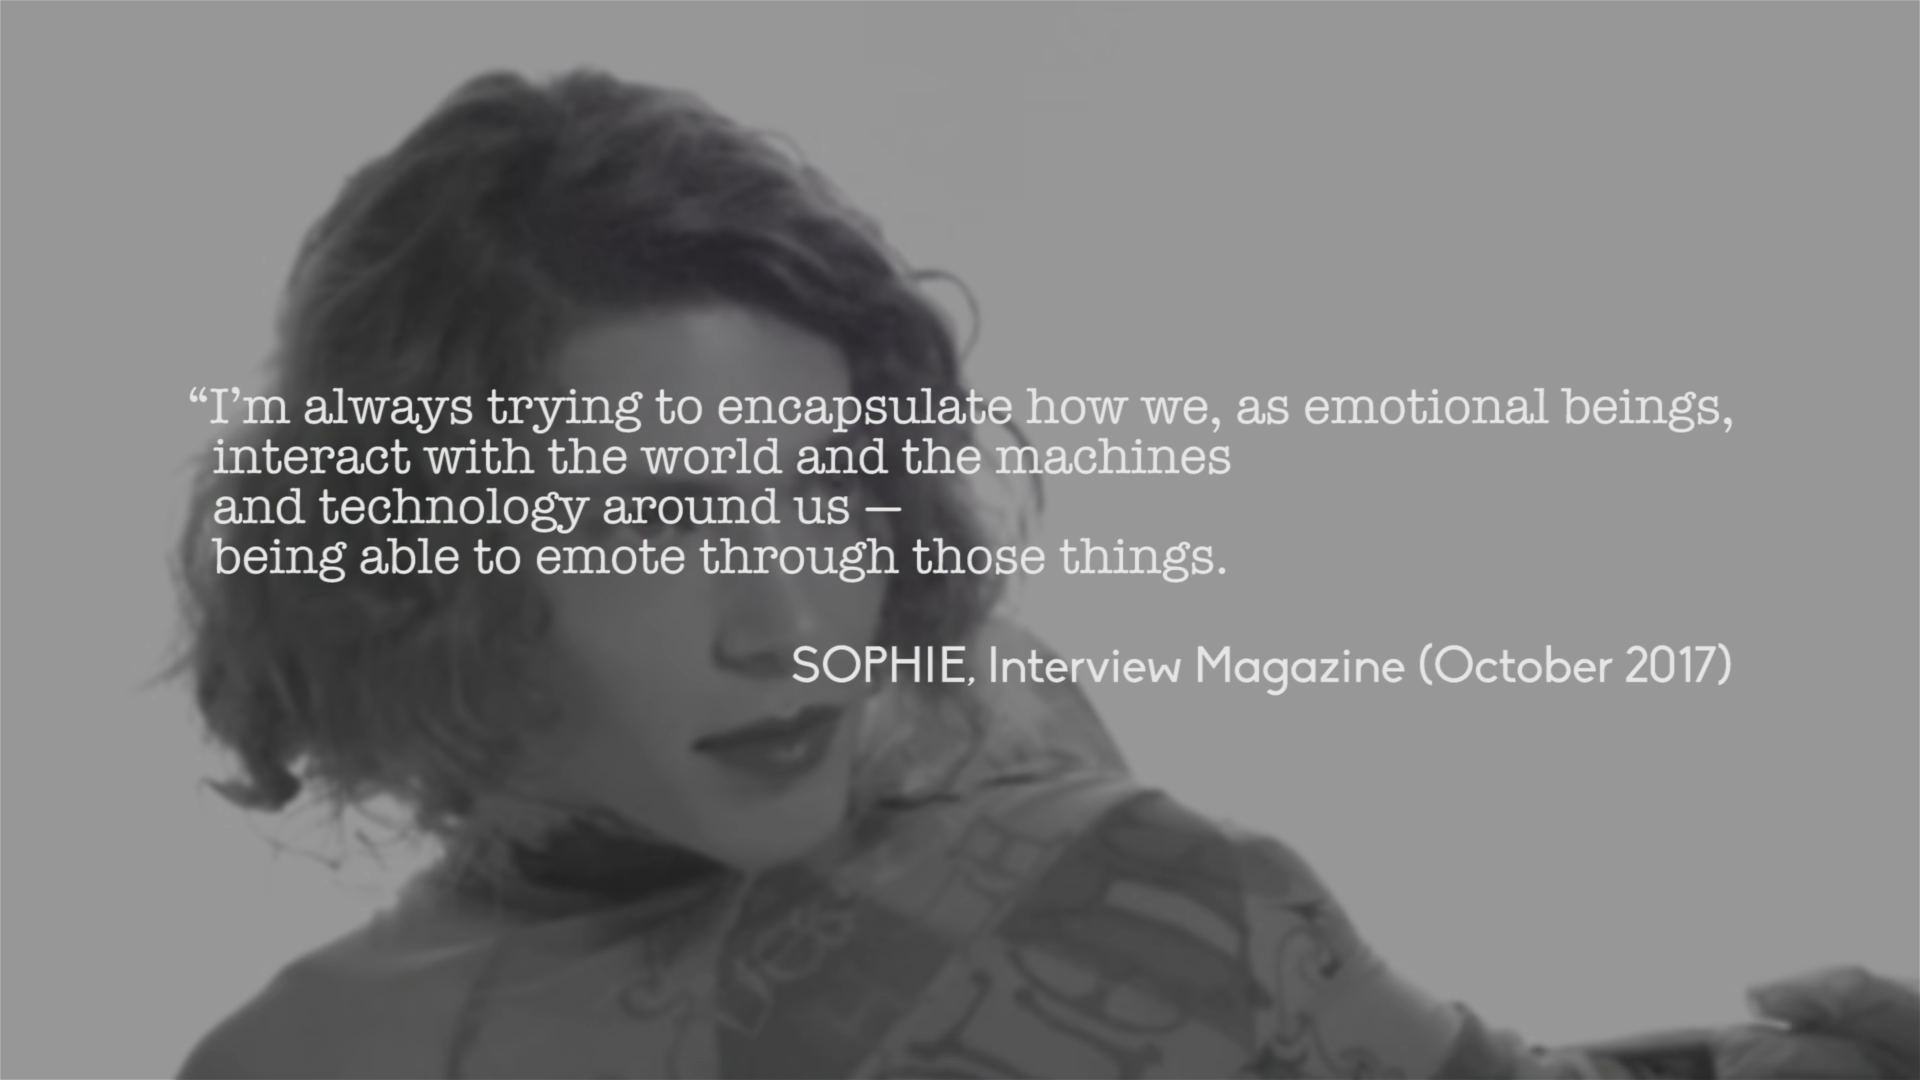 “I’m always trying to encapsulate how we, as emotional beings,
interact with the world and the machines
and technology around us —
being able to emote through those things.
SOPHIE, Interview Magazine (October 2017)